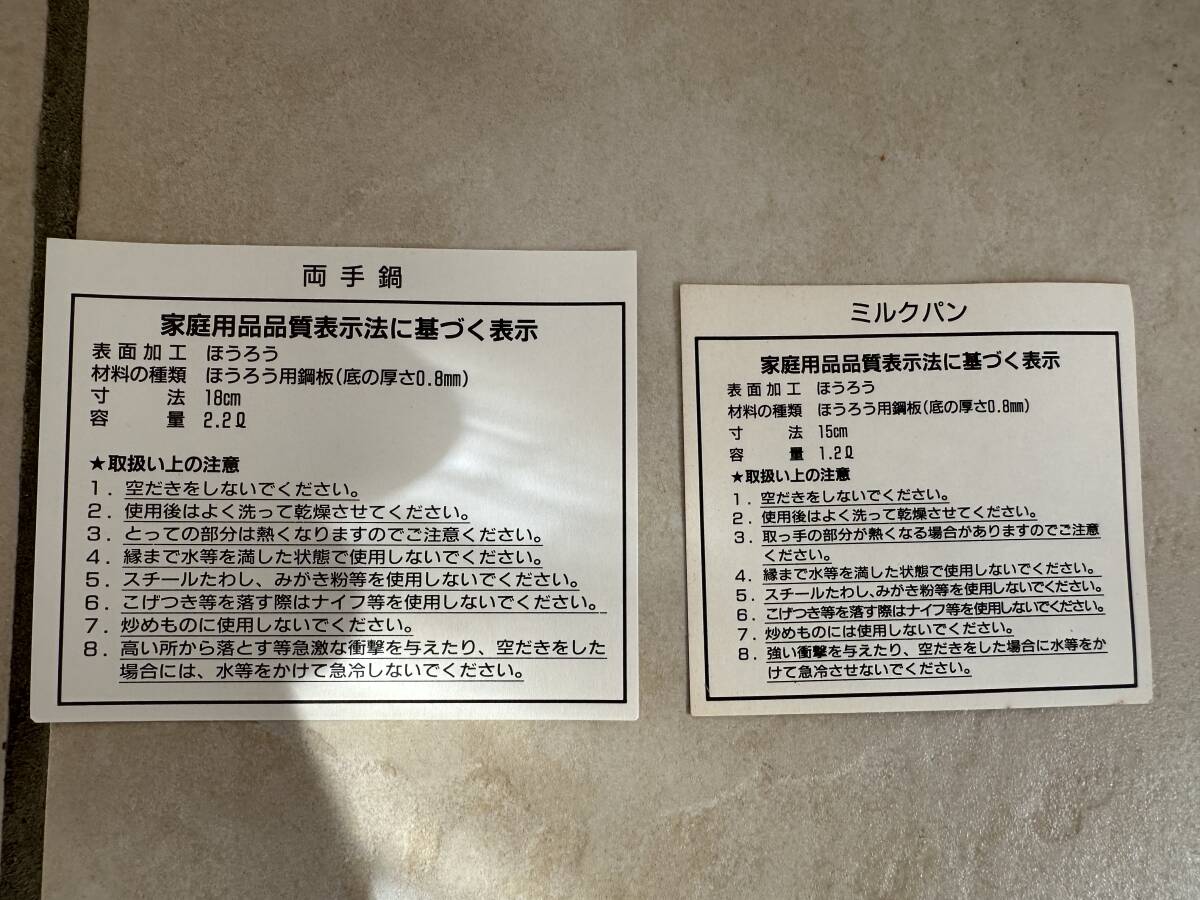 両手鍋
家庭用品品質表示法に基づく表示
表面加工 ほうろう
材料の種類 ほうろう用鋼板(底の厚さ0.8㎜)
寸法 18㎝
容量 2.2ℓ
★取扱い上の注意
1. 空だきをしないでください。
2. 使用後はよく洗って乾燥させてください。
3. とっての部分は熱くなりますのでご注意ください。
4. 縁まで水等を満した状態で使用しないでください。
5. スチールたわし、みがき粉等を使用しないでください。
6. こげつき等を落す際はナイフ等を使用しないでください。
7. 炒めものに使用しないでください。
8. 高い所から落とす等急激な衝撃を与えたり、空だきをした
場合には、水等をかけて急冷しないでください。
ミルクパン
家庭用品品質表示法に基づく表示
表面加工 ほうろう
材料の種類 ほうろう用鋼板(底の厚さ0.8㎜)
寸法 15㎝
容量 1.2ℓ
★取扱い上の注意
1. 空だきをしないでください。
2. 使用後はよく洗って乾燥させてください。
3. 取っ手の部分が熱くなる場合がありますのでご注意
ください。
4. 縁まで水等を満した状態で使用しないでください。
5. スチールたわし、みがき粉等を使用しないでください。
6. こげつき等を落す際はナイフ等を使用しないでください。
7. 炒めものには使用しないでください。
8. 強い衝撃を与えたり、空だきをした場合に水等をか
けて急冷させないでください。